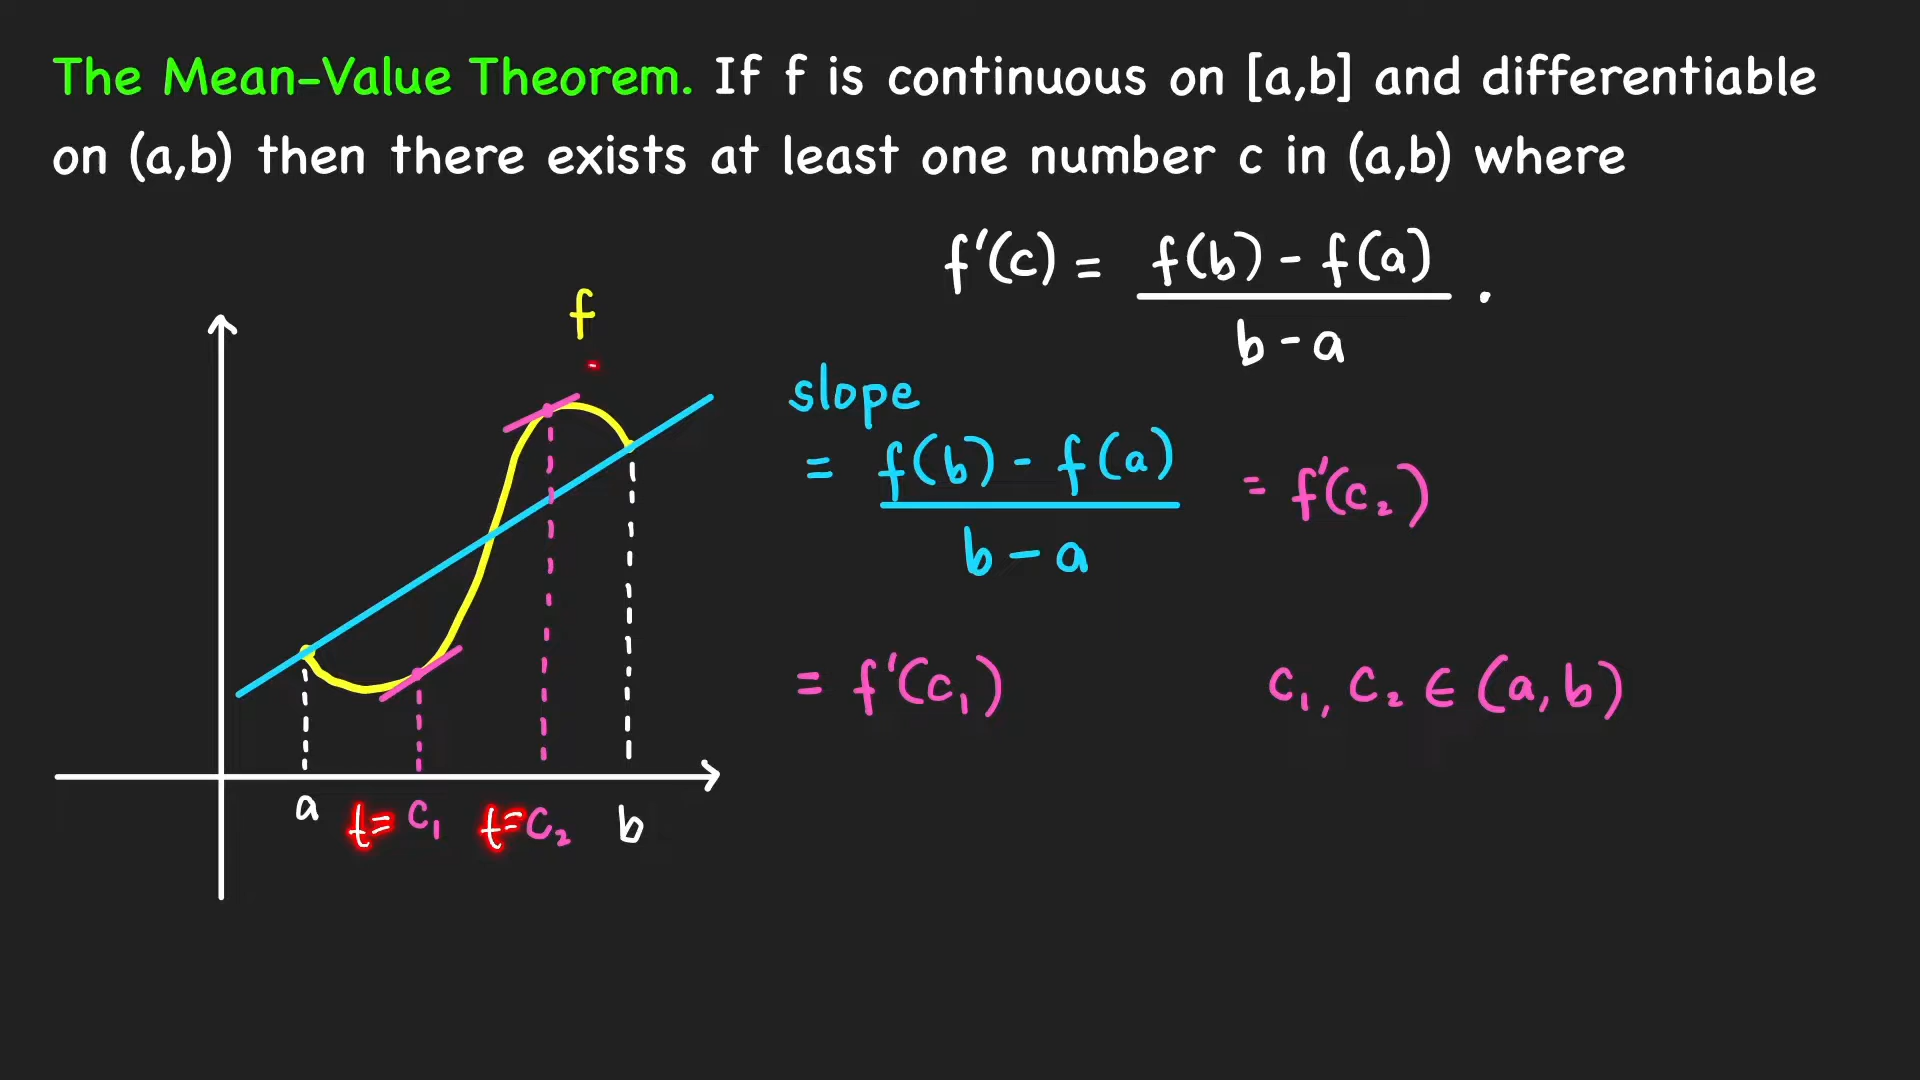 The Mean-Value Theorem. If f is continuous on [a,b] and differentiable
on (a,b) then there exists at least one number c in (a,b) where
f'(c) = f(b) - f(a) / b - a .
f
slope
= f(b) - f(a) / b - a = f'(c₂)
= f'(c₁) c₁, c₂ ∈ (a, b)
a t= c₁ t= c₂ b